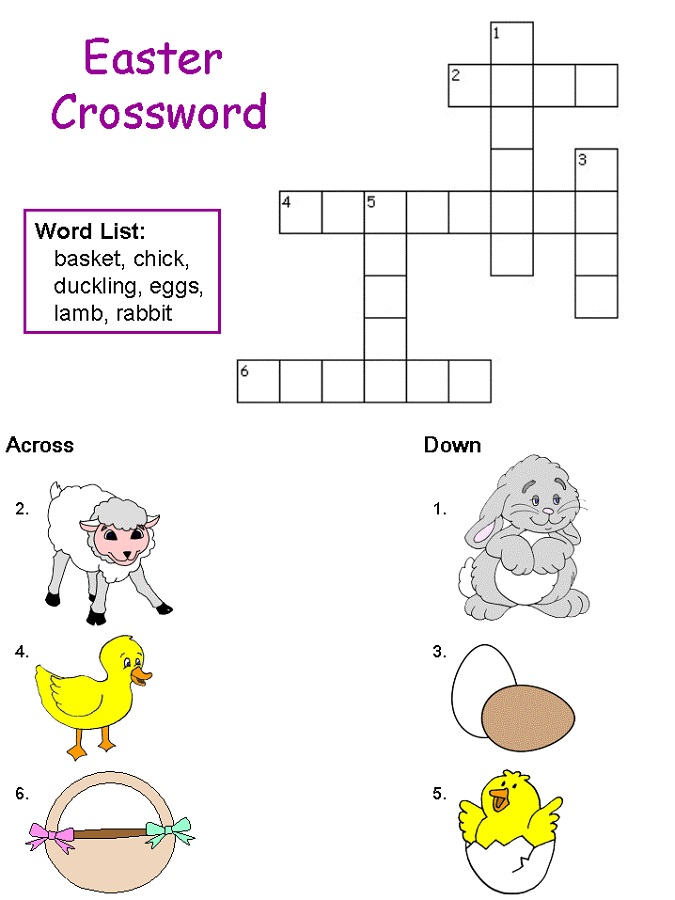 Easter
Crossword
1
2
3
4 5
6
Word List:
basket, chick,
duckling, eggs,
lamb, rabbit
Across
Down
2.
1.
4.
3.
6.
5.